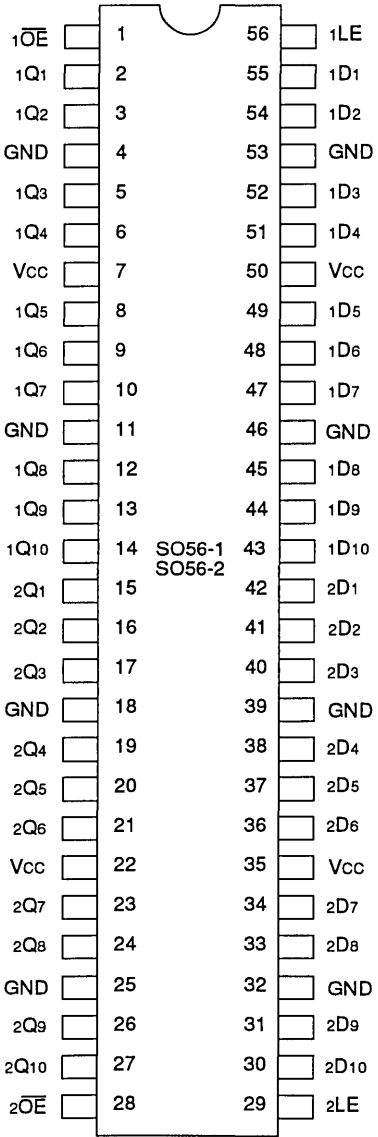 1OE 1 56 1LE
1Q1 2 55 1D1
1Q2 3 54 1D2
GND 4 53 GND
1Q3 5 52 1D3
1Q4 6 51 1D4
VCC 7 50 VCC
1Q5 8 49 1D5
1Q6 9 48 1D6
1Q7 10 47 1D7
GND 11 46 GND
1Q8 12 45 1D8
1Q9 13 44 1D9
1Q10 14 SO56-1 43 1D10
SO56-2
2Q1 15 42 2D1
2Q2 16 41 2D2
2Q3 17 40 2D3
GND 18 39 GND
2Q4 19 38 2D4
2Q5 20 37 2D5
2Q6 21 36 2D6
VCC 22 35 VCC
2Q7 23 34 2D7
2Q8 24 33 2D8
GND 25 32 GND
2Q9 26 31 2D9
2Q10 27 30 2D10
2OE 28 29 2LE